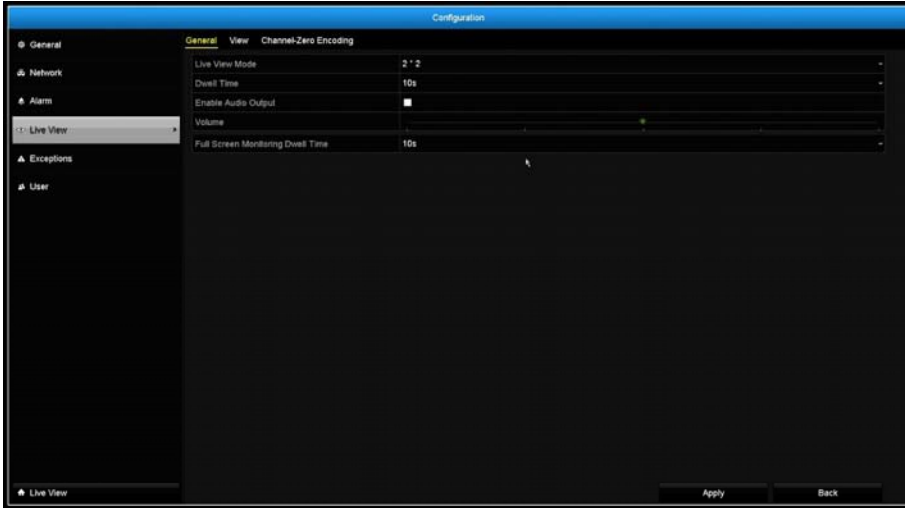 Configuration
General
Network
Alarm
Live View
Exceptions
User
General View Channel-Zero Encoding
Live View Mode 2 * 2
Dwell Time 10s
Enable Audio Output
Volume
Full Screen Monitoring Dwell Time 10s
Live View
Apply Back